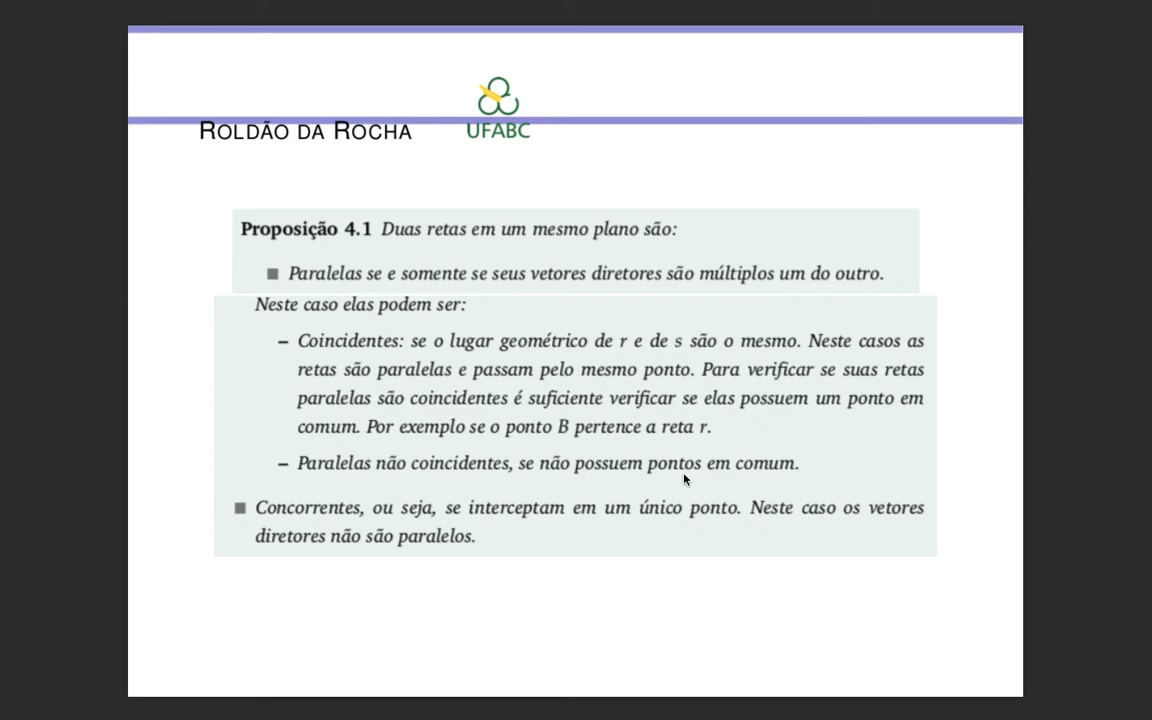 ROLDÃO DA ROCHA
UFABC
Proposição 4.1 Duas retas em um mesmo plano são:
■ Paralelas se e somente se seus vetores diretores são múltiplos um do outro.
Neste caso elas podem ser:
– Coincidentes: se o lugar geométrico de r e de s são o mesmo. Neste casos as
retas são paralelas e passam pelo mesmo ponto. Para verificar se suas retas
paralelas são coincidentes é suficiente verificar se elas possuem um ponto em
comum. Por exemplo se o ponto B pertence a reta r.
– Paralelas não coincidentes, se não possuem pontos em comum.
■ Concorrentes, ou seja, se interceptam em um único ponto. Neste caso os vetores
diretores não são paralelos.